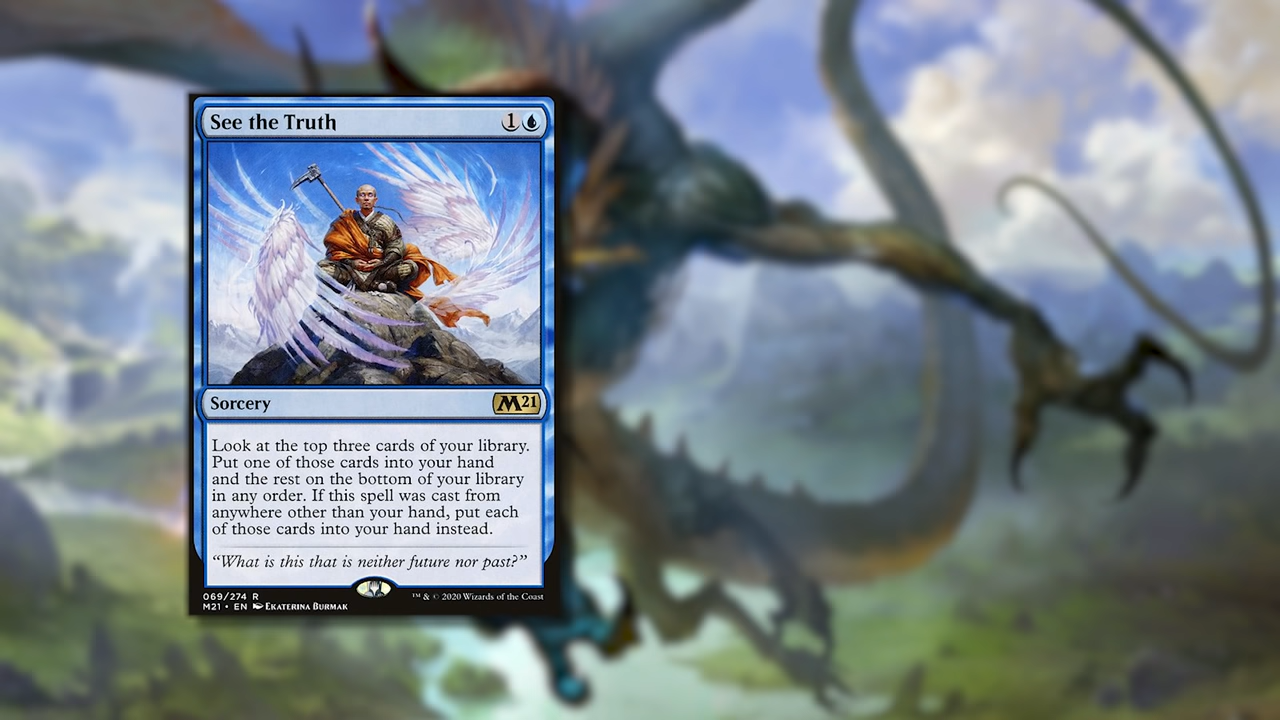 See the Truth 1
Sorcery M21
Look at the top three cards of your library.
Put one of those cards into your hand
and the rest on the bottom of your library
in any order. If this spell was cast from
anywhere other than your hand, put each
of those cards into your hand instead.
“What is this that is neither future nor past?”
069/274 R
M21 • EN EKATERINA BURMAK
™ & © 2020 Wizards of the Coast